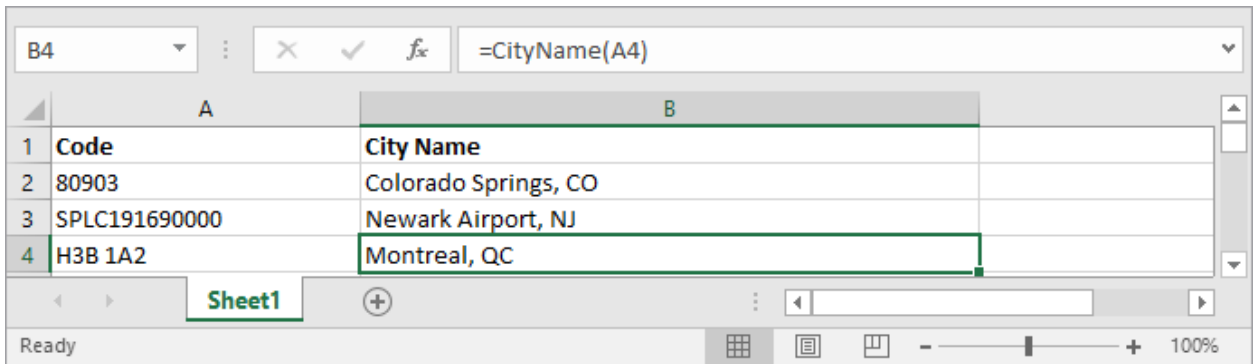 B4 fx =CityName(A4)
A B
1 Code City Name
2 80903 Colorado Springs, CO
3 SPLC191690000 Newark Airport, NJ
4 H3B 1A2 Montreal, QC
Sheet1
Ready 100%